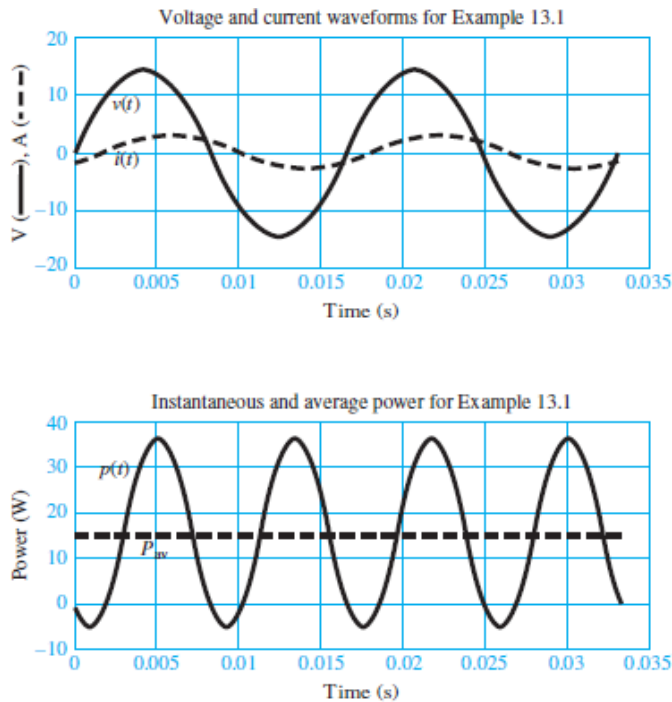 Voltage and current waveforms for Example 13.1
V (——), A (---)
20
10
0
−10
−20
v(t)
i(t)
0 0.005 0.01 0.015 0.02 0.025 0.03 0.035
Time (s)
Instantaneous and average power for Example 13.1
Power (W)
40
30
20
10
0
−10
p(t)
Pav
0 0.005 0.01 0.015 0.02 0.025 0.03 0.035
Time (s)